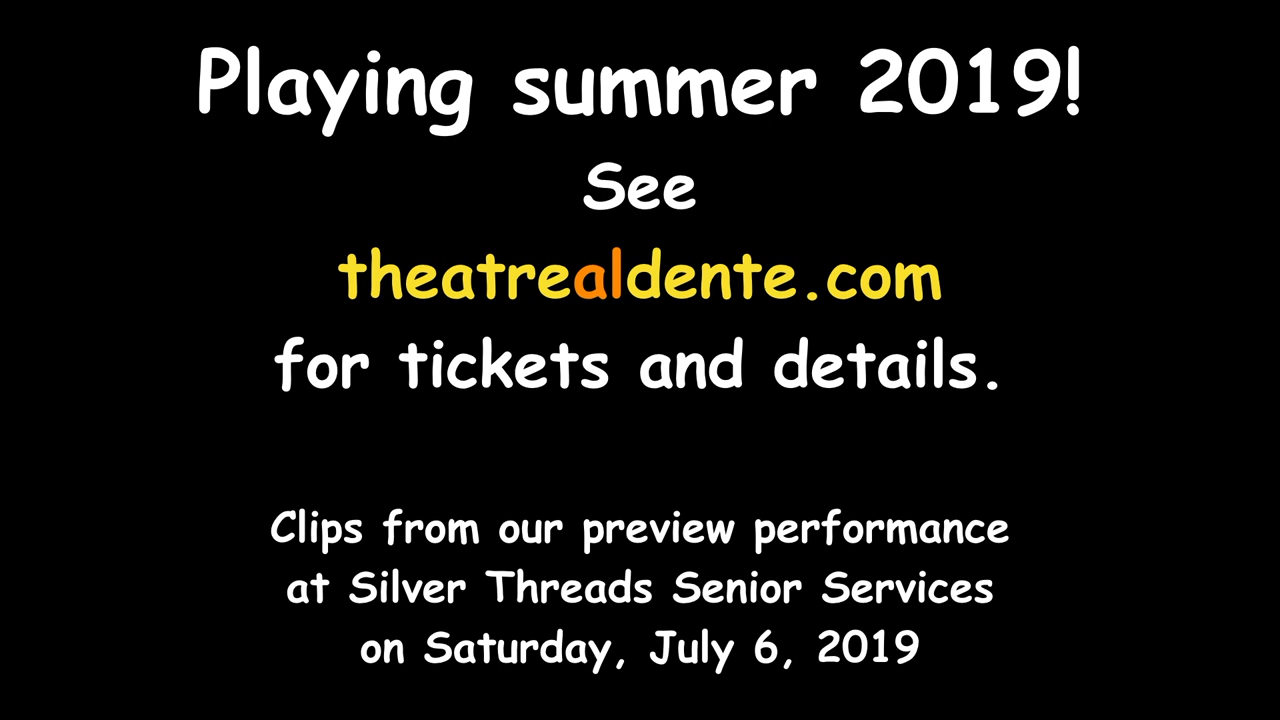 Playing summer 2019!
See
theatrealdente.com
for tickets and details.
Clips from our preview performance
at Silver Threads Senior Services
on Saturday, July 6, 2019